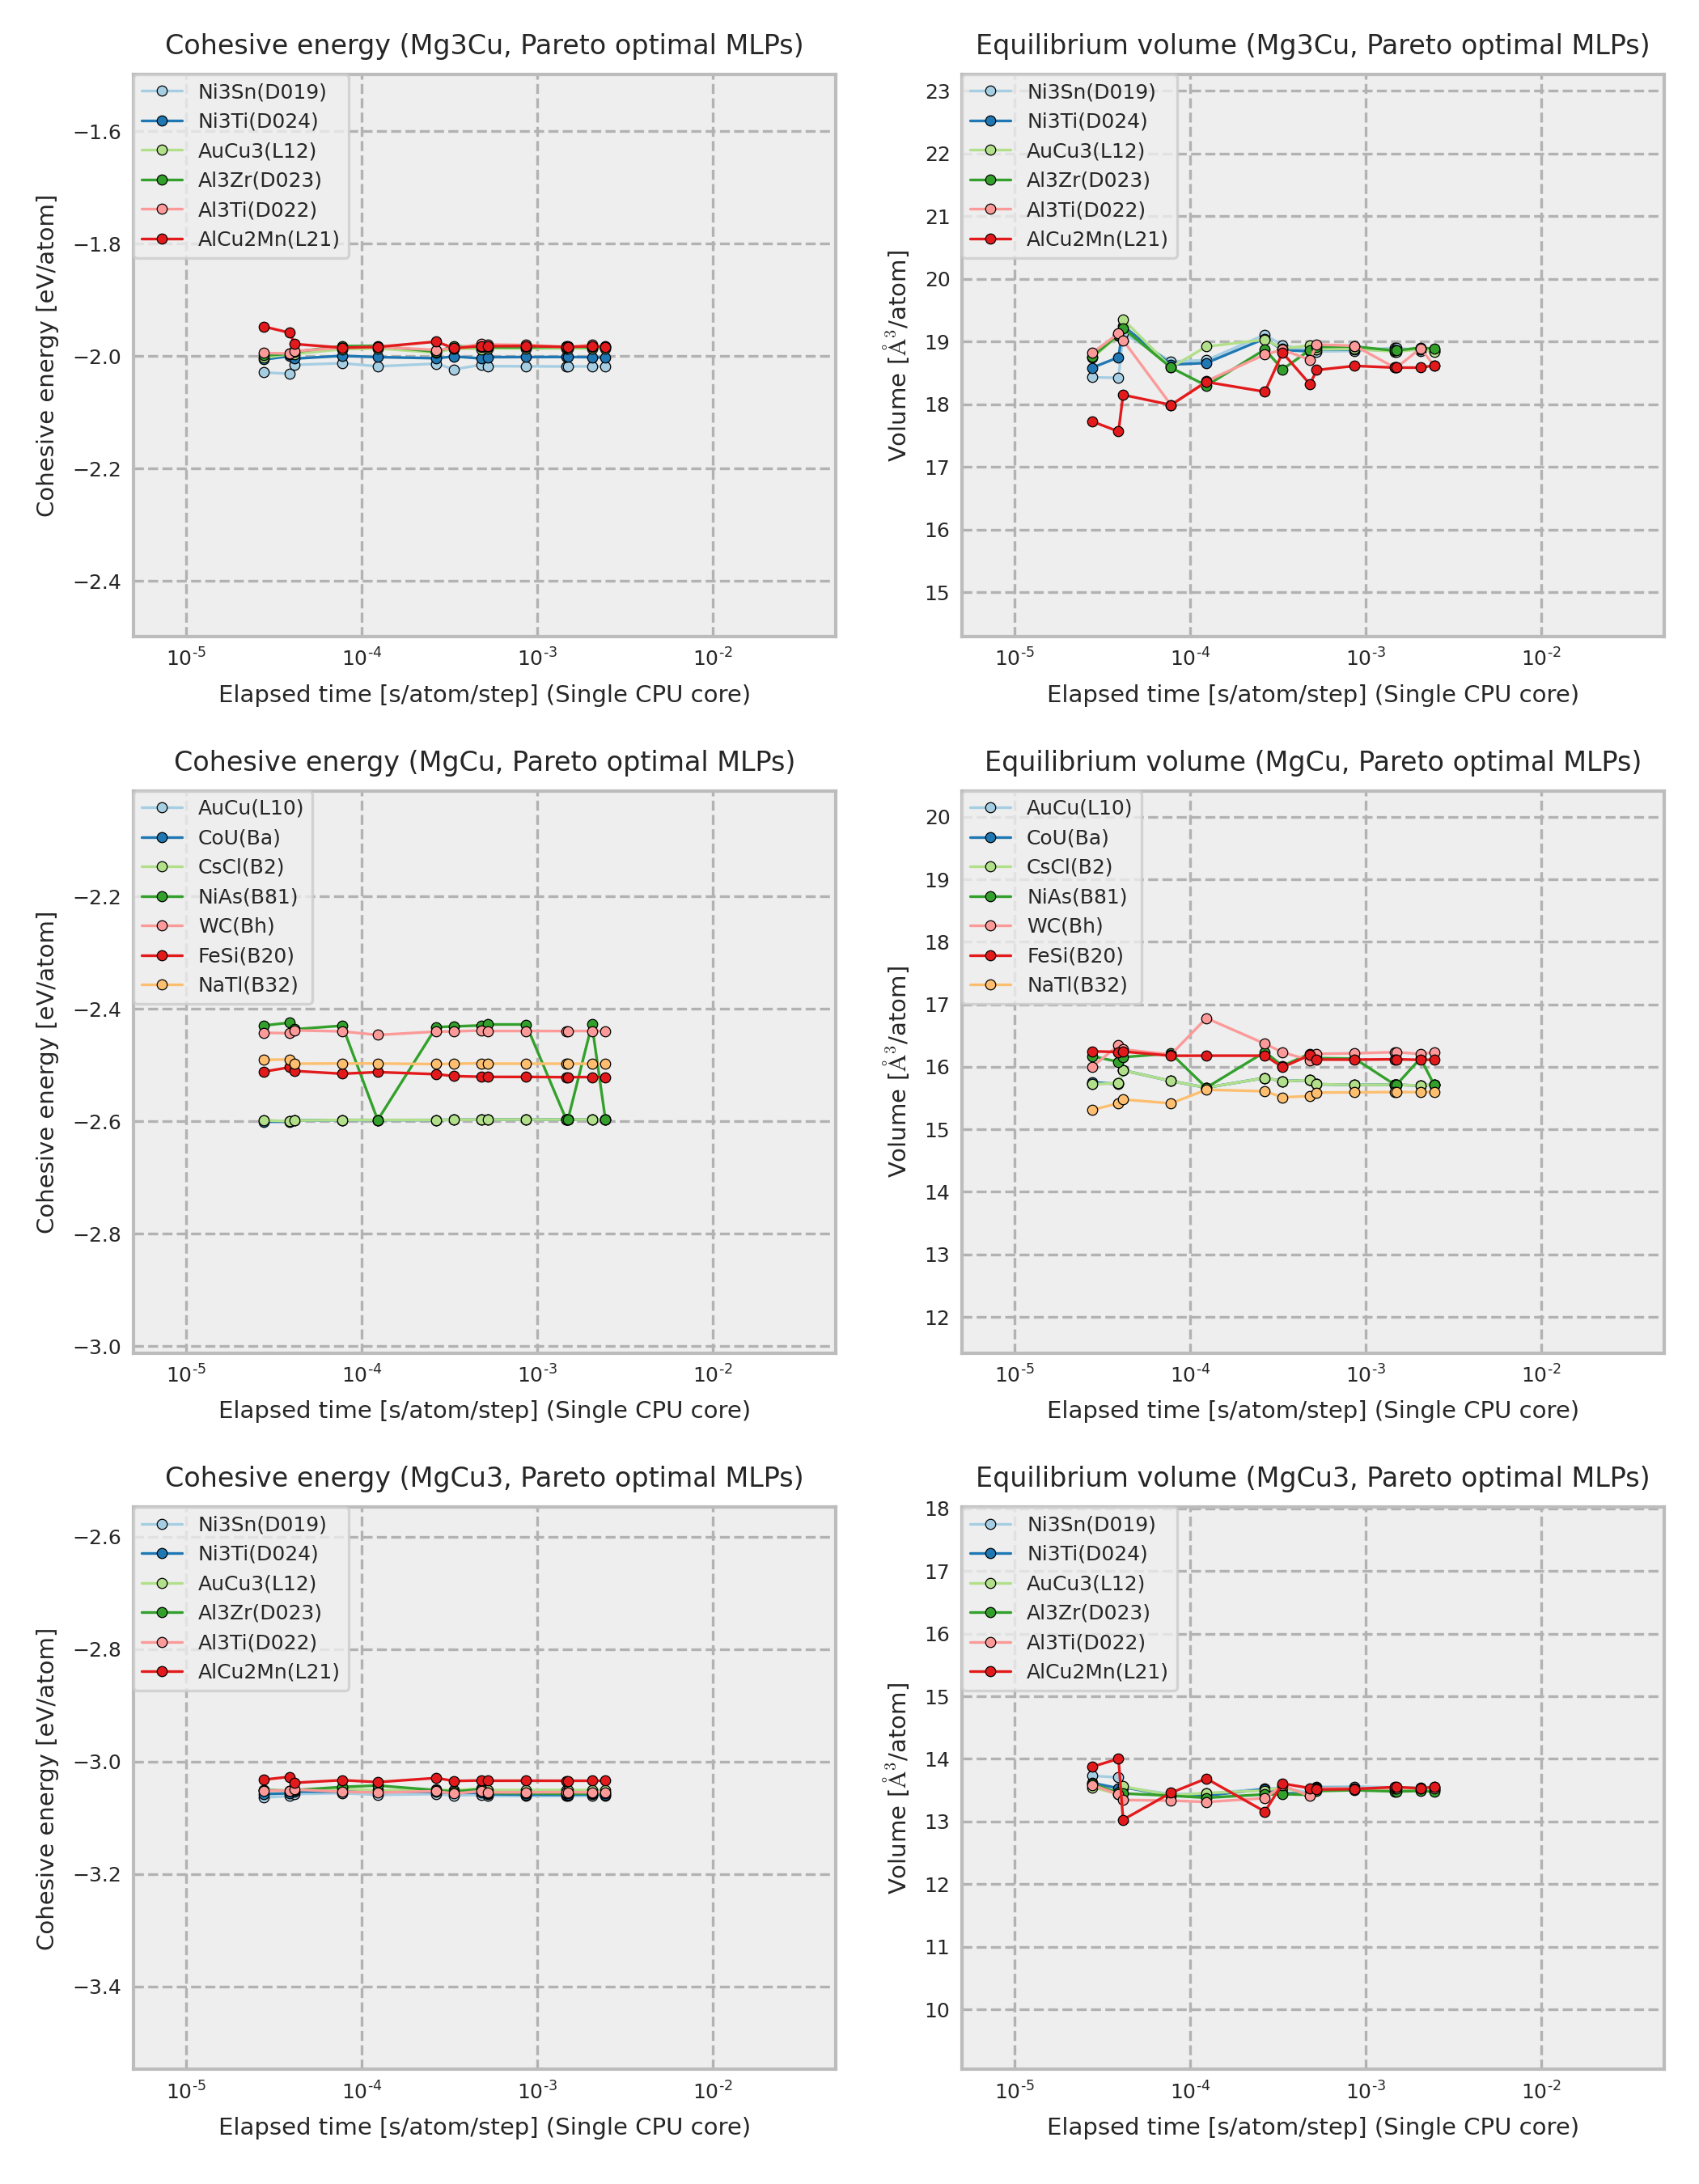 Cohesive energy (Mg3Cu, Pareto optimal MLPs)
Cohesive energy [eV/atom]
−1.6
−1.8
−2.0
−2.2
−2.4
Ni3Sn(D019)
Ni3Ti(D024)
AuCu3(L12)
Al3Zr(D023)
Al3Ti(D022)
AlCu2Mn(L21)
10-5
10-4
10-3
10-2
Elapsed time [s/atom/step] (Single CPU core)
Equilibrium volume (Mg3Cu, Pareto optimal MLPs)
Volume [Å3/atom]
23
22
21
20
19
18
17
16
15
Ni3Sn(D019)
Ni3Ti(D024)
AuCu3(L12)
Al3Zr(D023)
Al3Ti(D022)
AlCu2Mn(L21)
10-5
10-4
10-3
10-2
Elapsed time [s/atom/step] (Single CPU core)
Cohesive energy (MgCu, Pareto optimal MLPs)
Cohesive energy [eV/atom]
−2.2
−2.4
−2.6
−2.8
−3.0
AuCu(L10)
CoU(Ba)
CsCl(B2)
NiAs(B81)
WC(Bh)
FeSi(B20)
NaTl(B32)
10-5
10-4
10-3
10-2
Elapsed time [s/atom/step] (Single CPU core)
Equilibrium volume (MgCu, Pareto optimal MLPs)
Volume [Å3/atom]
20
19
18
17
16
15
14
13
12
AuCu(L10)
CoU(Ba)
CsCl(B2)
NiAs(B81)
WC(Bh)
FeSi(B20)
NaTl(B32)
10-5
10-4
10-3
10-2
Elapsed time [s/atom/step] (Single CPU core)
Cohesive energy (MgCu3, Pareto optimal MLPs)
Cohesive energy [eV/atom]
−2.6
−2.8
−3.0
−3.2
−3.4
Ni3Sn(D019)
Ni3Ti(D024)
AuCu3(L12)
Al3Zr(D023)
Al3Ti(D022)
AlCu2Mn(L21)
10-5
10-4
10-3
10-2
Elapsed time [s/atom/step] (Single CPU core)
Equilibrium volume (MgCu3, Pareto optimal MLPs)
Volume [Å3/atom]
18
17
16
15
14
13
12
11
10
Ni3Sn(D019)
Ni3Ti(D024)
AuCu3(L12)
Al3Zr(D023)
Al3Ti(D022)
AlCu2Mn(L21)
10-5
10-4
10-3
10-2
Elapsed time [s/atom/step] (Single CPU core)